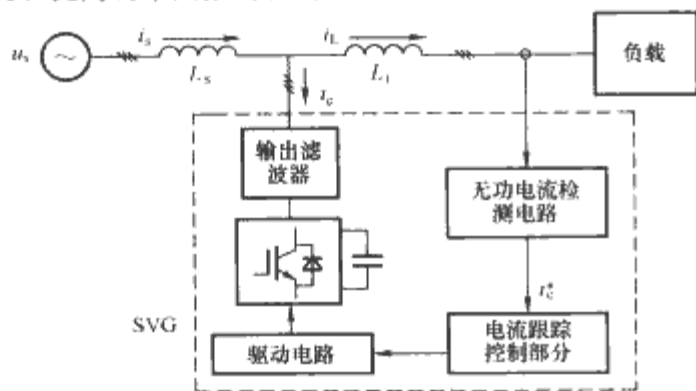 u_s
i_s
L_s
i_L
L_1
i_c
负载
输出滤
波器
无功电流检
测电路
i_c^*
SVG
驱动电路
电流跟踪
控制部分